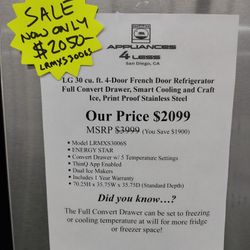 SALE
NOW ONLY
$2050-
LRMXS3006S
APPLIANCES
4 LESS
San Diego, CA
LG 30 cu. ft. 4-Door French Door Refrigerator
Full Convert Drawer, Smart Cooling and Craft
Ice, Print Proof Stainless Steel
Our Price $2099
MSRP $3999 (You Save $1900)
• Model LRMXS3006S
• ENERGY STAR
• Convert Drawer w/ 5 Temperature Settings
• ThinQ App Enabled
• Dual Ice Makers
• Includes 1 Year Warranty
• 70.25H x 35.75W x 35.75D (Standard Depth)
Did you know…?
The Full Convert Drawer can be set to freezing
or cooling temperature at will for more fridge
or freezer space!